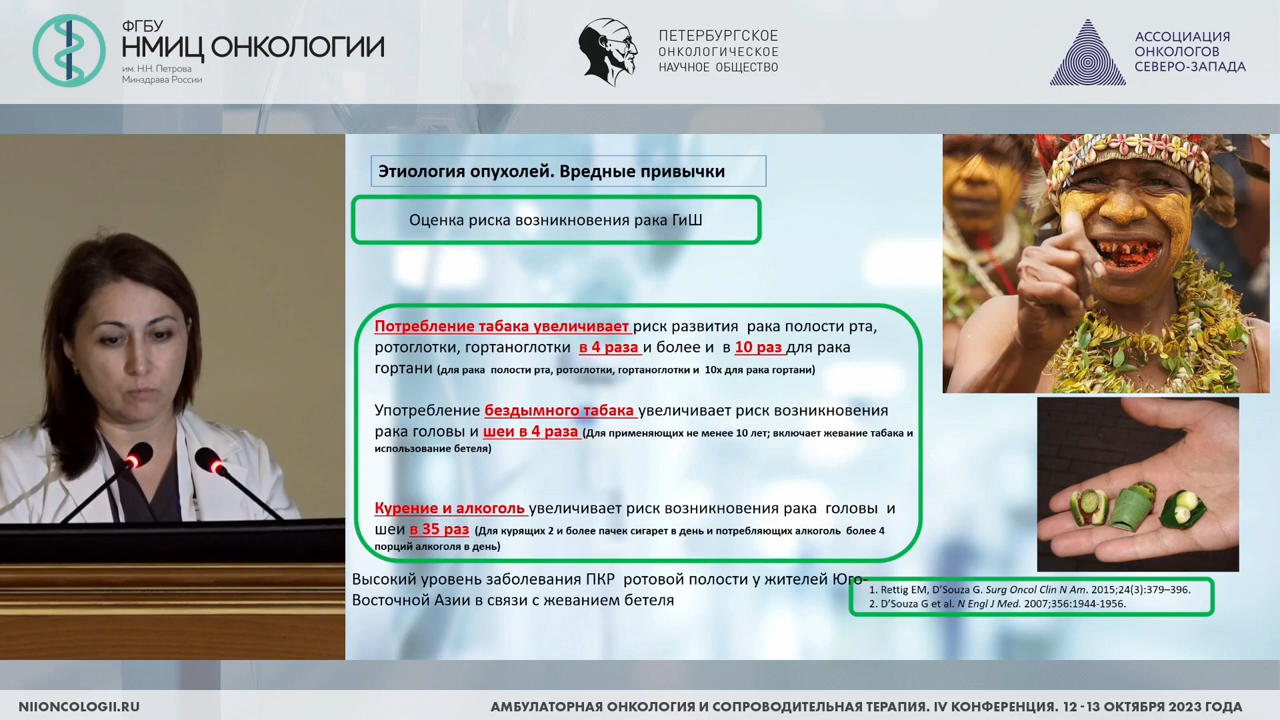 ФГБУ
НМИЦ ОНКОЛОГИИ
им. Н.Н. Петрова
Минздрава России
ПЕТЕРБУРГСКОЕ
ОНКОЛОГИЧЕСКОЕ
НАУЧНОЕ ОБЩЕСТВО
АССОЦИАЦИЯ
ОНКОЛОГОВ
СЕВЕРО-ЗАПАДА
Этиология опухолей. Вредные привычки
Оценка риска возникновения рака ГиШ
Потребление табака увеличивает риск развития рака полости рта,
ротоглотки, гортаноглотки в 4 раза и более и в 10 раз для рака
гортани (для рака полости рта, ротоглотки, гортаноглотки и 10х для рака гортани)
Употребление бездымного табака увеличивает риск возникновения
рака головы и шеи в 4 раза (Для применяющих не менее 10 лет; включает жевание табака и
использование бетеля)
Курение и алкоголь увеличивает риск возникновения рака головы и
шеи в 35 раз (Для курящих 2 и более пачек сигарет в день и потребляющих алкоголь более 4
порций алкоголя в день)
Высокий уровень заболевания ПКР ротовой полости у жителей Юго-
Восточной Азии в связи с жеванием бетеля
1. Rettig EM, D'Souza G. Surg Oncol Clin N Am. 2015;24(3):379–396.
2. D'Souza G et al. N Engl J Med. 2007;356:1944-1956.
NIIONCOLOGII.RU
АМБУЛАТОРНАЯ ОНКОЛОГИЯ И СОПРОВОДИТЕЛЬНАЯ ТЕРАПИЯ. IV КОНФЕРЕНЦИЯ. 12 - 13 ОКТЯБРЯ 2023 ГОДА